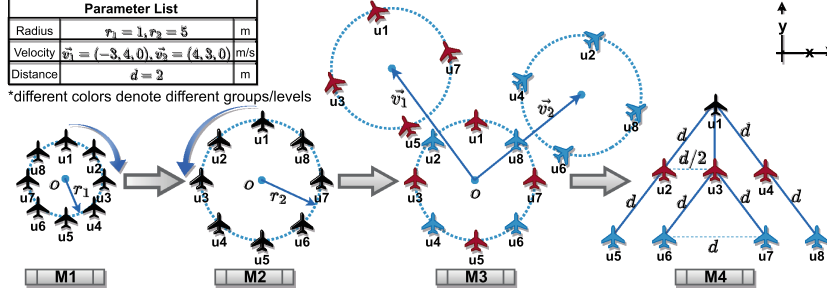 Parameter List
Radius r₁ = 1, r₂ = 5 m
Velocity v⃗₁ = (−3, 4, 0), v⃗₂ = (4, 3, 0) m/s
Distance d = 2 m
*different colors denote different groups/levels
u1
u8 u2
u7 o r₁ u3
u6 u4
u5
M1
u1
u2 u8
u3 o r₂ u7
u4 u6
u5
M2
u1
u7
u3
u5
v⃗₁
u2
u4
u8
u6
v⃗₂
u1
u2 u8
u3 o u7
u4 u6
u5
M3
y
x
u1
d d
d/2
u2 u3 u4
d d d d
u5 u6 d u7 u8
M4